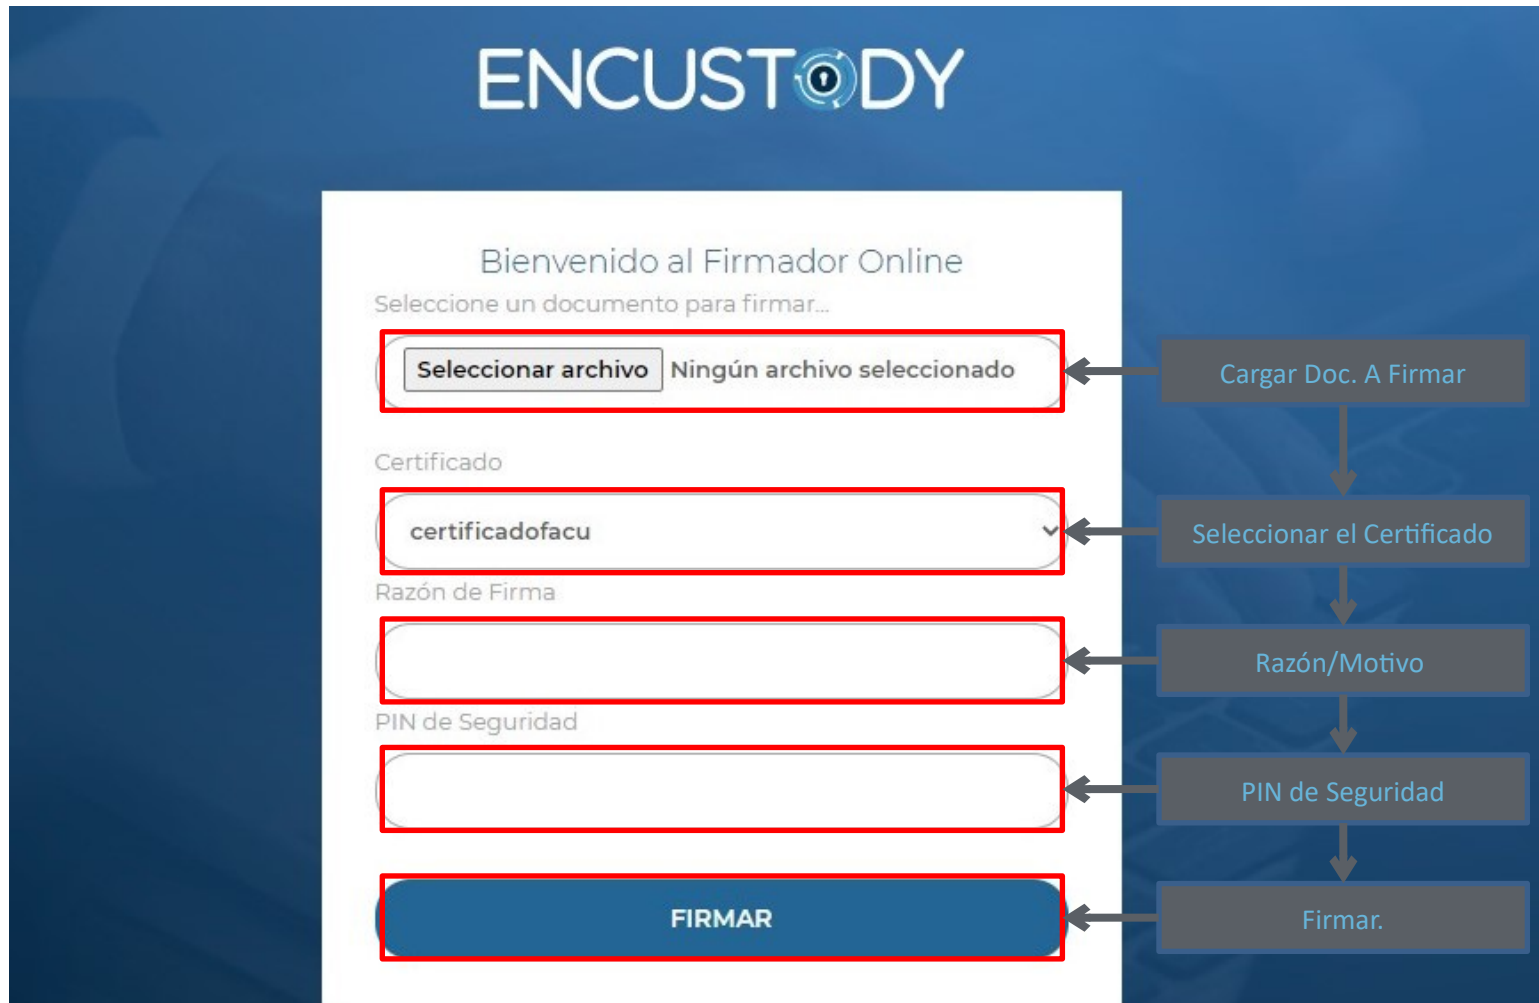 ENCUSTODY
Bienvenido al Firmador Online
Seleccione un documento para firmar...
Seleccionar archivo Ningún archivo seleccionado
Cargar Doc. A Firmar
Certificado
certificadofacu
Seleccionar el Certificado
Razón de Firma
Razón/Motivo
PIN de Seguridad
PIN de Seguridad
FIRMAR
Firmar.